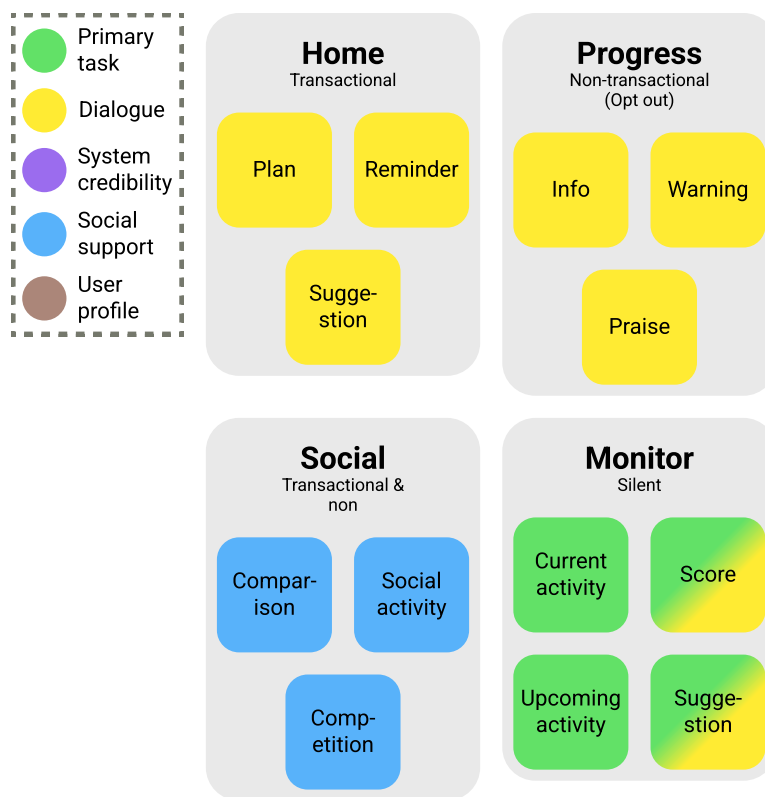 Primary
task
Dialogue
System
credibility
Social
support
User
profile
Home
Transactional
Plan
Reminder
Sugge-
stion
Progress
Non-transactional
(Opt out)
Info
Warning
Praise
Social
Transactional &
non
Compar-
ison
Social
activity
Comp-
etition
Monitor
Silent
Current
activity
Score
Upcoming
activity
Sugge-
stion